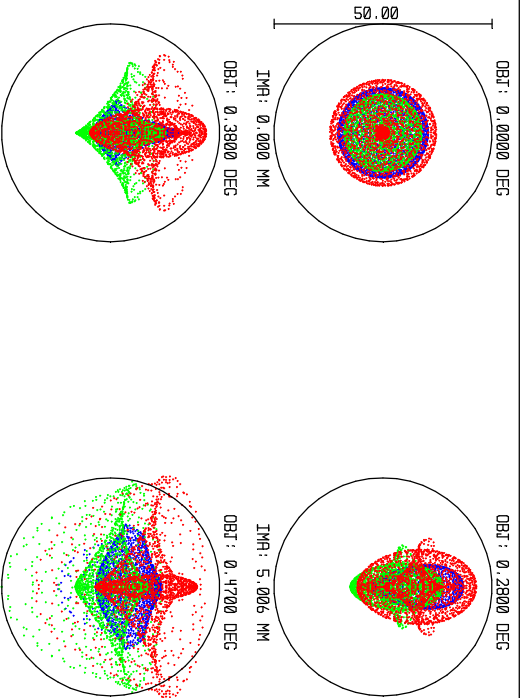 50.00
OBJ: 0.0000 DEG
OBJ: 0.2800 DEG
IMA: 0.000 MM
IMA: 5.006 MM
OBJ: 0.3800 DEG
OBJ: 0.4700 DEG